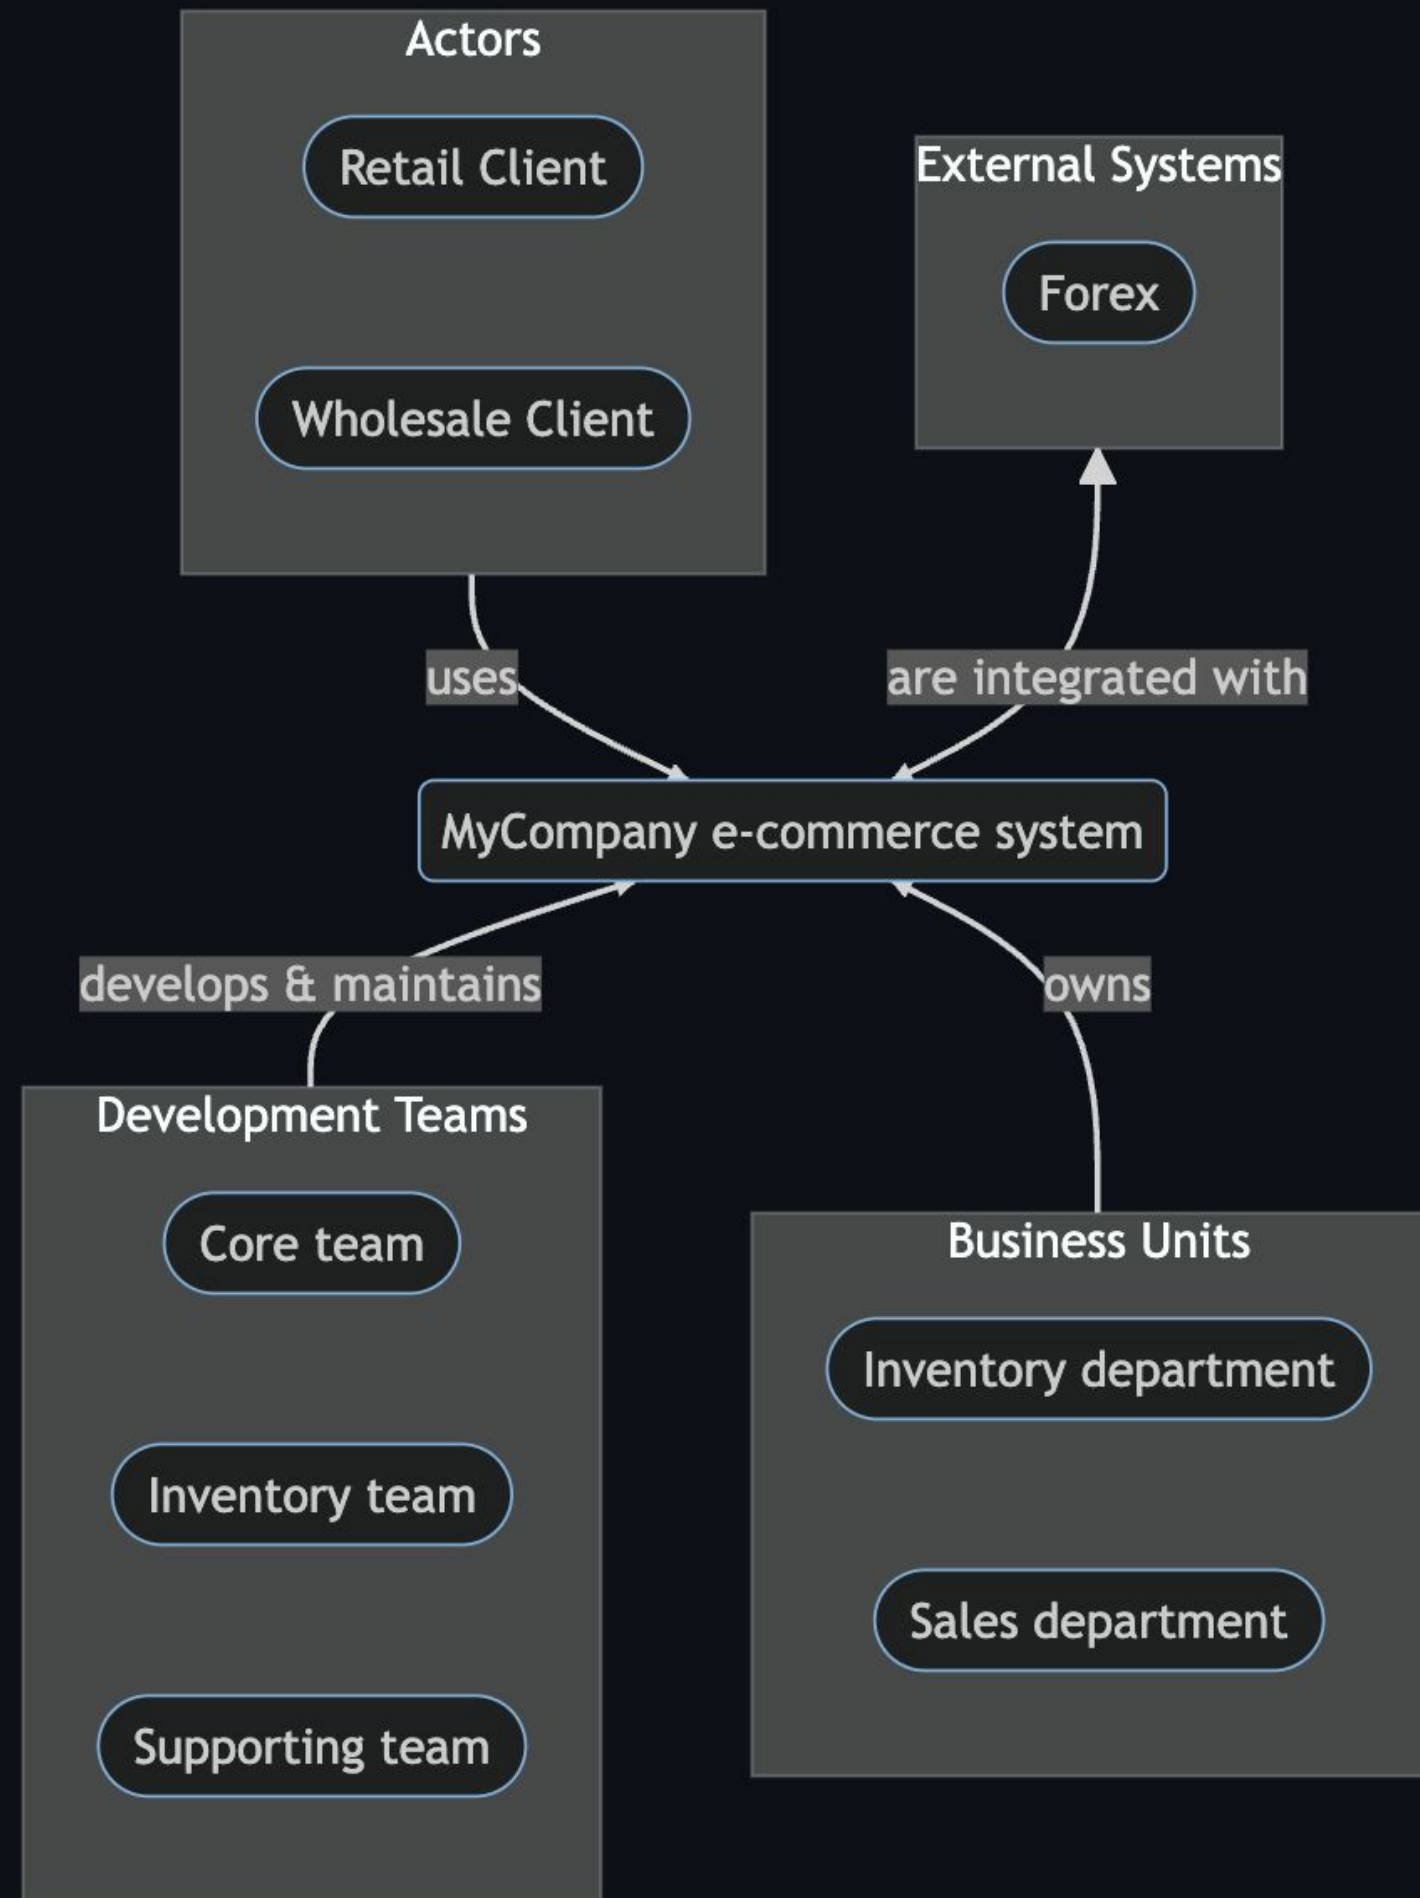 Actors
Retail Client
Wholesale Client
External Systems
Forex
uses
are integrated with
MyCompany e-commerce system
develops & maintains
owns
Development Teams
Core team
Inventory team
Supporting team
Business Units
Inventory department
Sales department